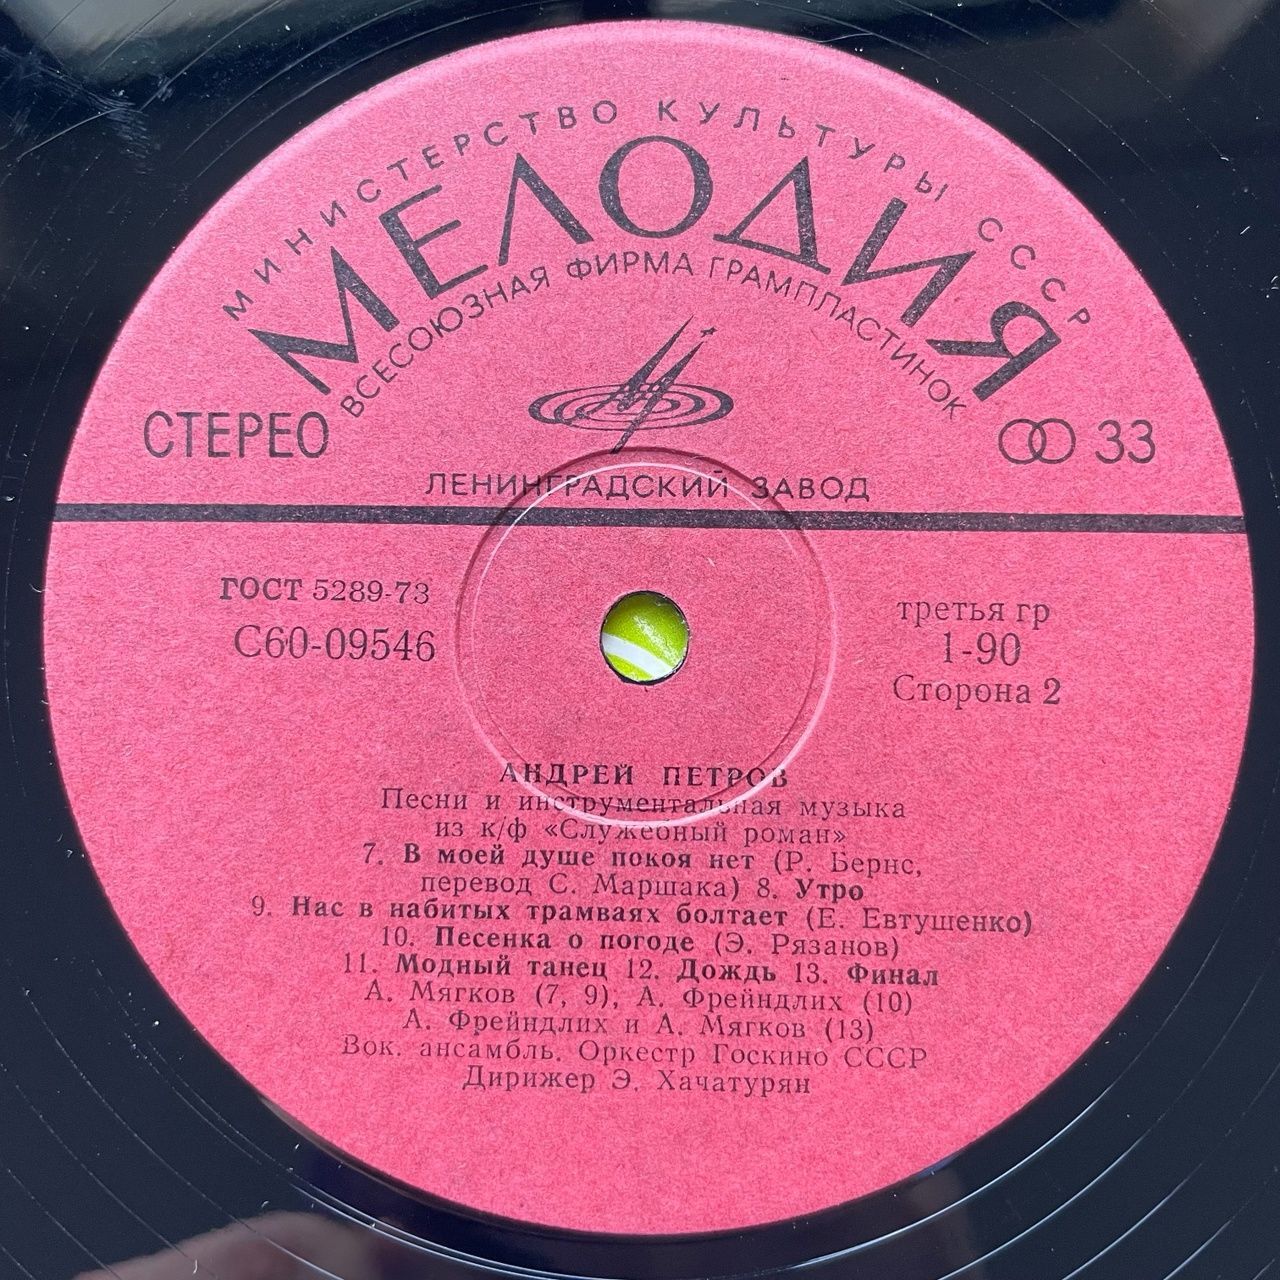 МИНИСТЕРСТВО КУЛЬТУРЫ СССР
МЕЛОДИЯ
ВСЕСОЮЗНАЯ ФИРМА ГРАМПЛАСТИНОК
СТЕРЕО
33
ЛЕНИНГРАДСКИЙ ЗАВОД
ГОСТ 5289-73
С60-09546
третья гр
1-90
Сторона 2
АНДРЕЙ ПЕТРОВ
Песни и инструментальная музыка
из к/ф «Служебный роман»
7. В моей душе покоя нет (Р. Бернс,
перевод С. Маршака) 8. Утро
9. Нас в набитых трамваях болтает (Е. Евтушенко)
10. Песенка о погоде (Э. Рязанов)
11. Модный танец 12. Дождь 13. Финал
А. Мягков (7, 9), А. Фрейндлих (10)
А. Фрейндлих и А. Мягков (13)
Вок. ансамбль. Оркестр Госкино СССР
Дирижер Э. Хачатурян